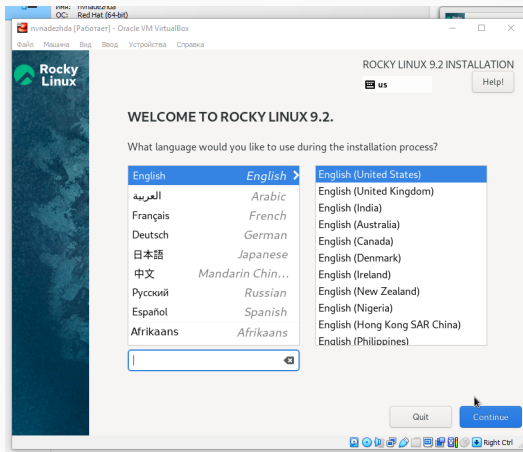 Имя: nvnadezhda
ОС: Red Hat (64-bit)
nvnadezhda [Работает] - Oracle VM VirtualBox
Файл Машина Вид Ввод Устройства Справка
Rocky Linux
ROCKY LINUX 9.2 INSTALLATION
us
Help!
WELCOME TO ROCKY LINUX 9.2.
What language would you like to use during the installation process?
English English
العربية Arabic
Français French
Deutsch German
日本語 Japanese
中文 Mandarin Chin...
Русский Russian
Español Spanish
Afrikaans Afrikaans
English (United States)
English (United Kingdom)
English (India)
English (Australia)
English (Canada)
English (Denmark)
English (Ireland)
English (New Zealand)
English (Nigeria)
English (Hong Kong SAR China)
English (Philippines)
Quit
Continue
Right Ctrl